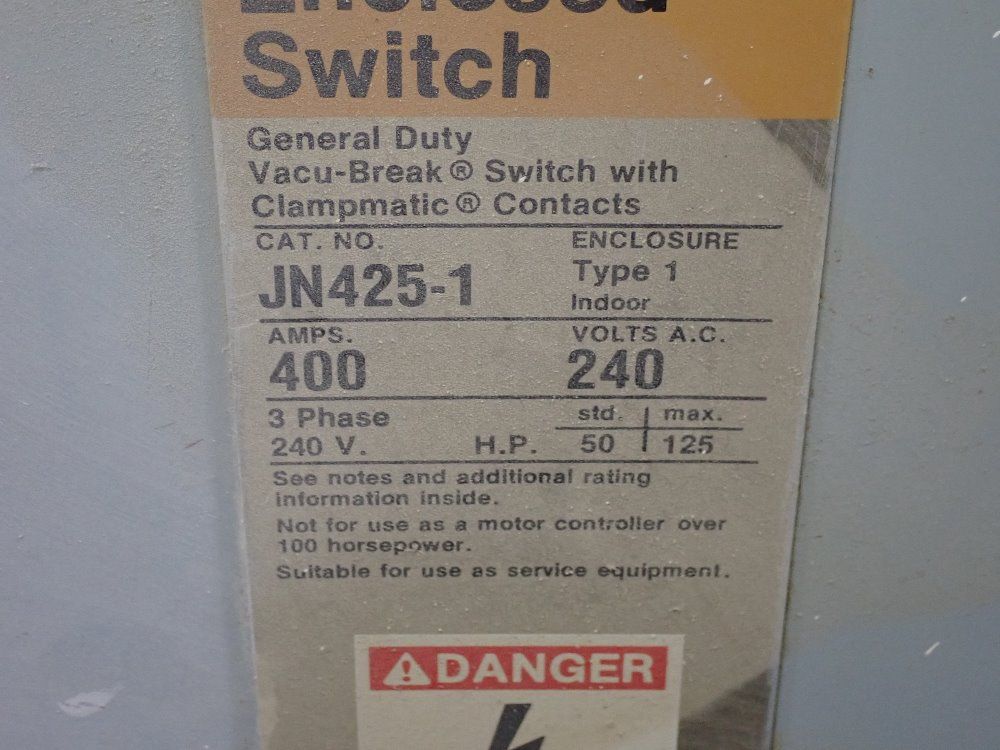 Enclosed
Switch
General Duty
Vacu-Break® Switch with
Clampmatic® Contacts
CAT. NO. ENCLOSURE
JN425-1 Type 1
Indoor
AMPS. VOLTS A.C.
400 240
3 Phase std. max.
240 V. H.P. 50 125
See notes and additional rating
information inside.
Not for use as a motor controller over
100 horsepower.
Suitable for use as service equipment.
DANGER